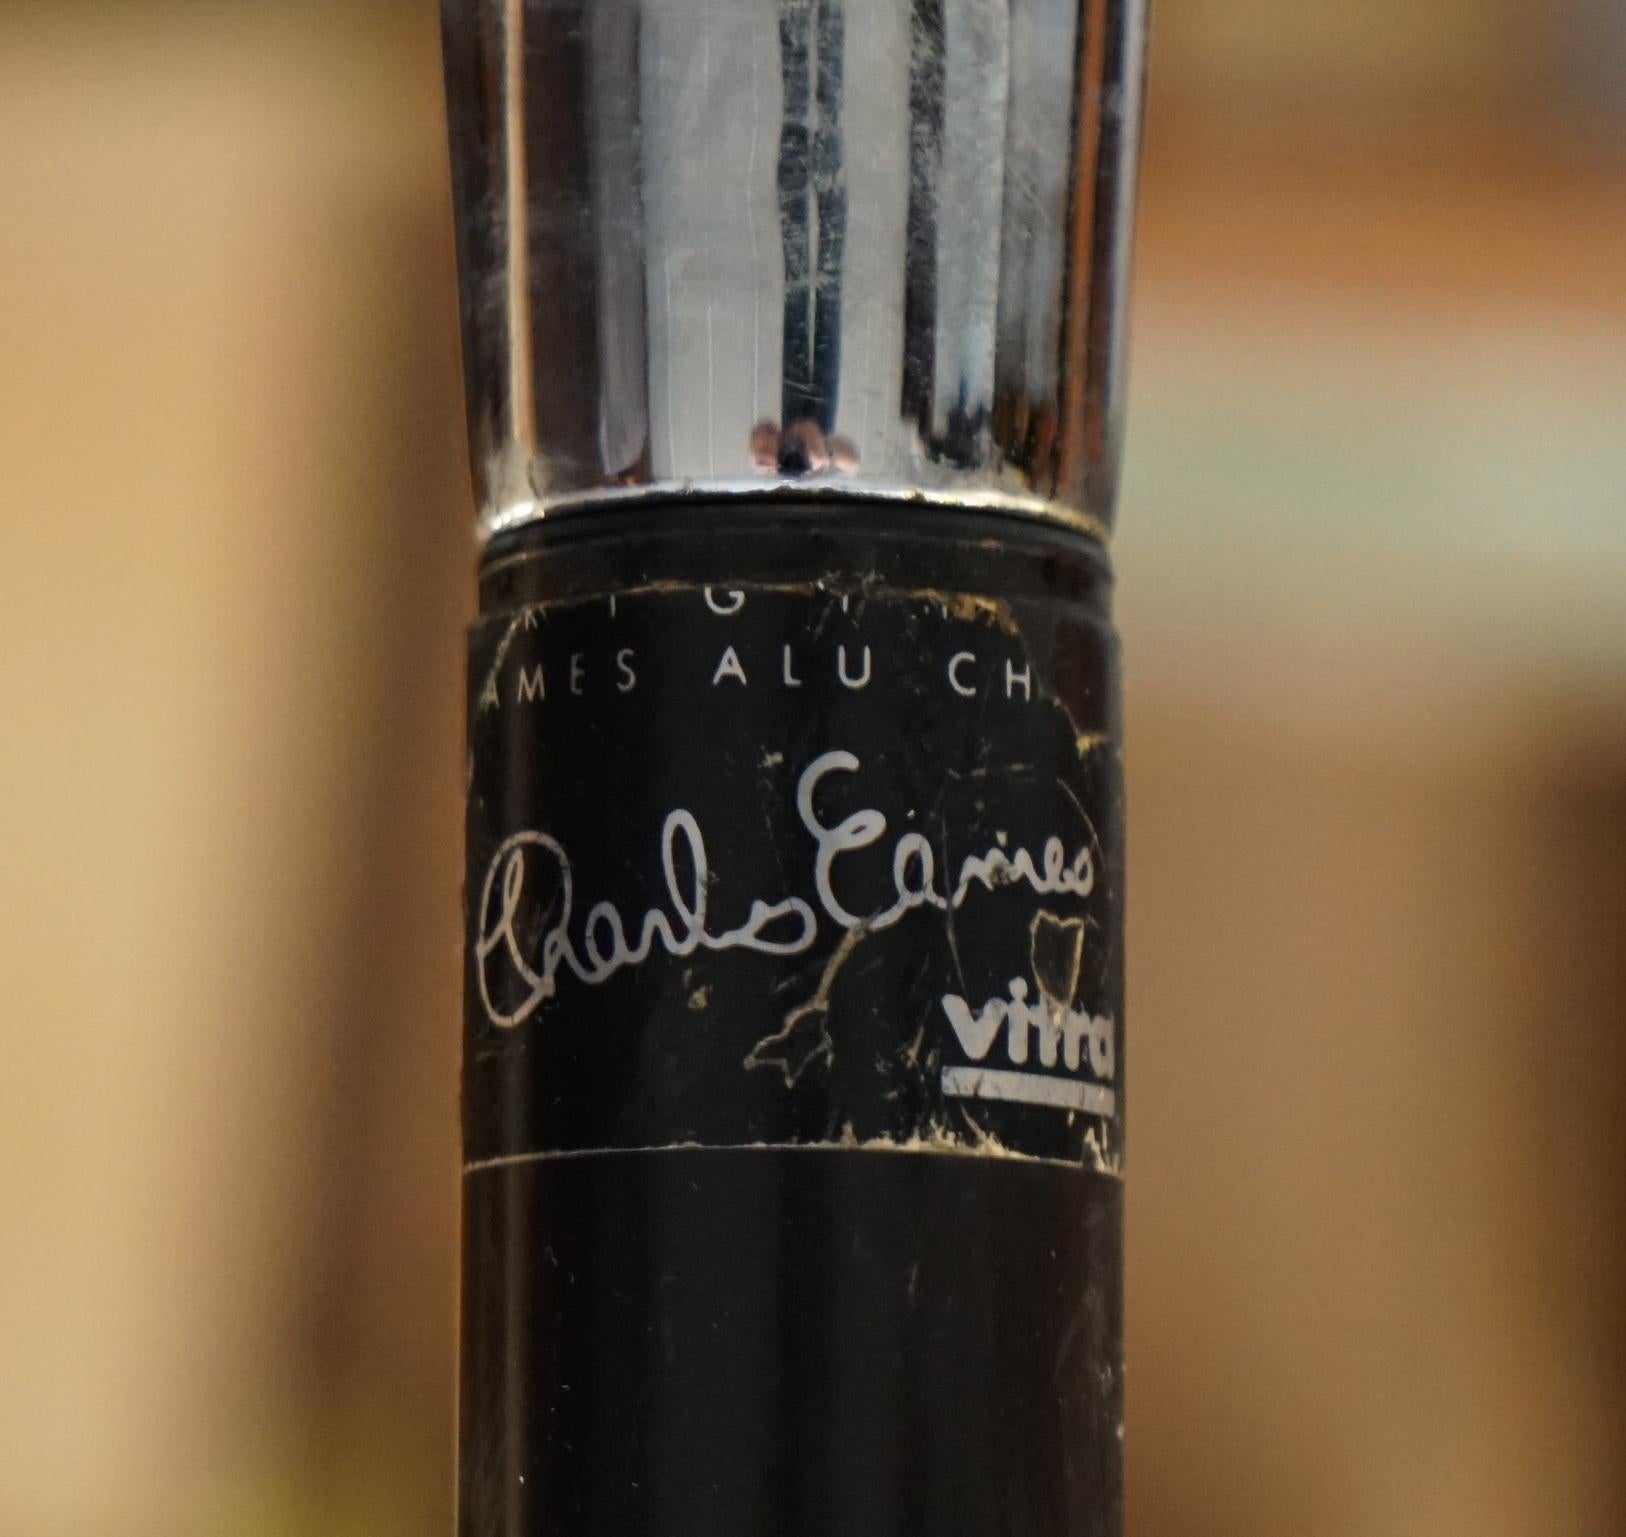 AMES ALU CH
Charles Eames
vitra